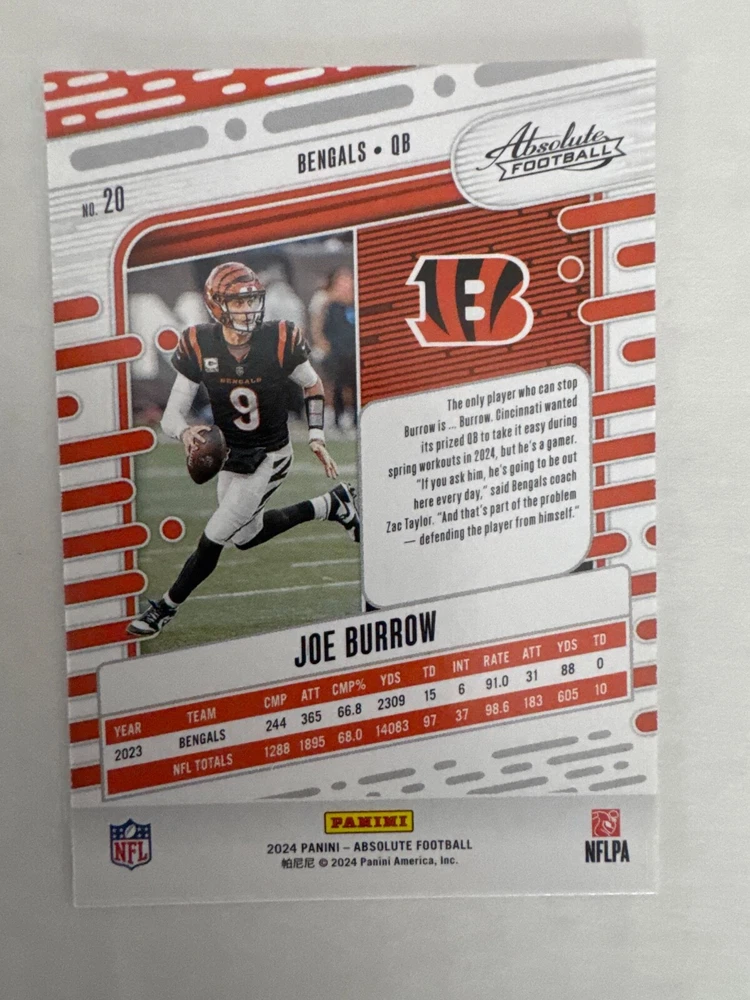 BENGALS • QB
Absolute
FOOTBALL
NO. 20
B
BENGALS
9
The only player who can stop
Burrow is ... Burrow. Cincinnati wanted
its prized QB to take it easy during
spring workouts in 2024, but he's a gamer.
"If you ask him, he's going to be out
here every day," said Bengals coach
Zac Taylor. "And that's part of the problem
— defending the player from himself."
JOE BURROW
YEAR TEAM CMP ATT CMP% YDS TD INT RATE ATT YDS TD
2023 BENGALS 244 365 66.8 2309 15 6 91.0 31 88 0
NFL TOTALS 1288 1895 68.0 14083 97 37 98.6 183 605 10
PANINI
NFL
2024 PANINI – ABSOLUTE FOOTBALL
帕尼尼 © 2024 Panini America, Inc.
NFLPA